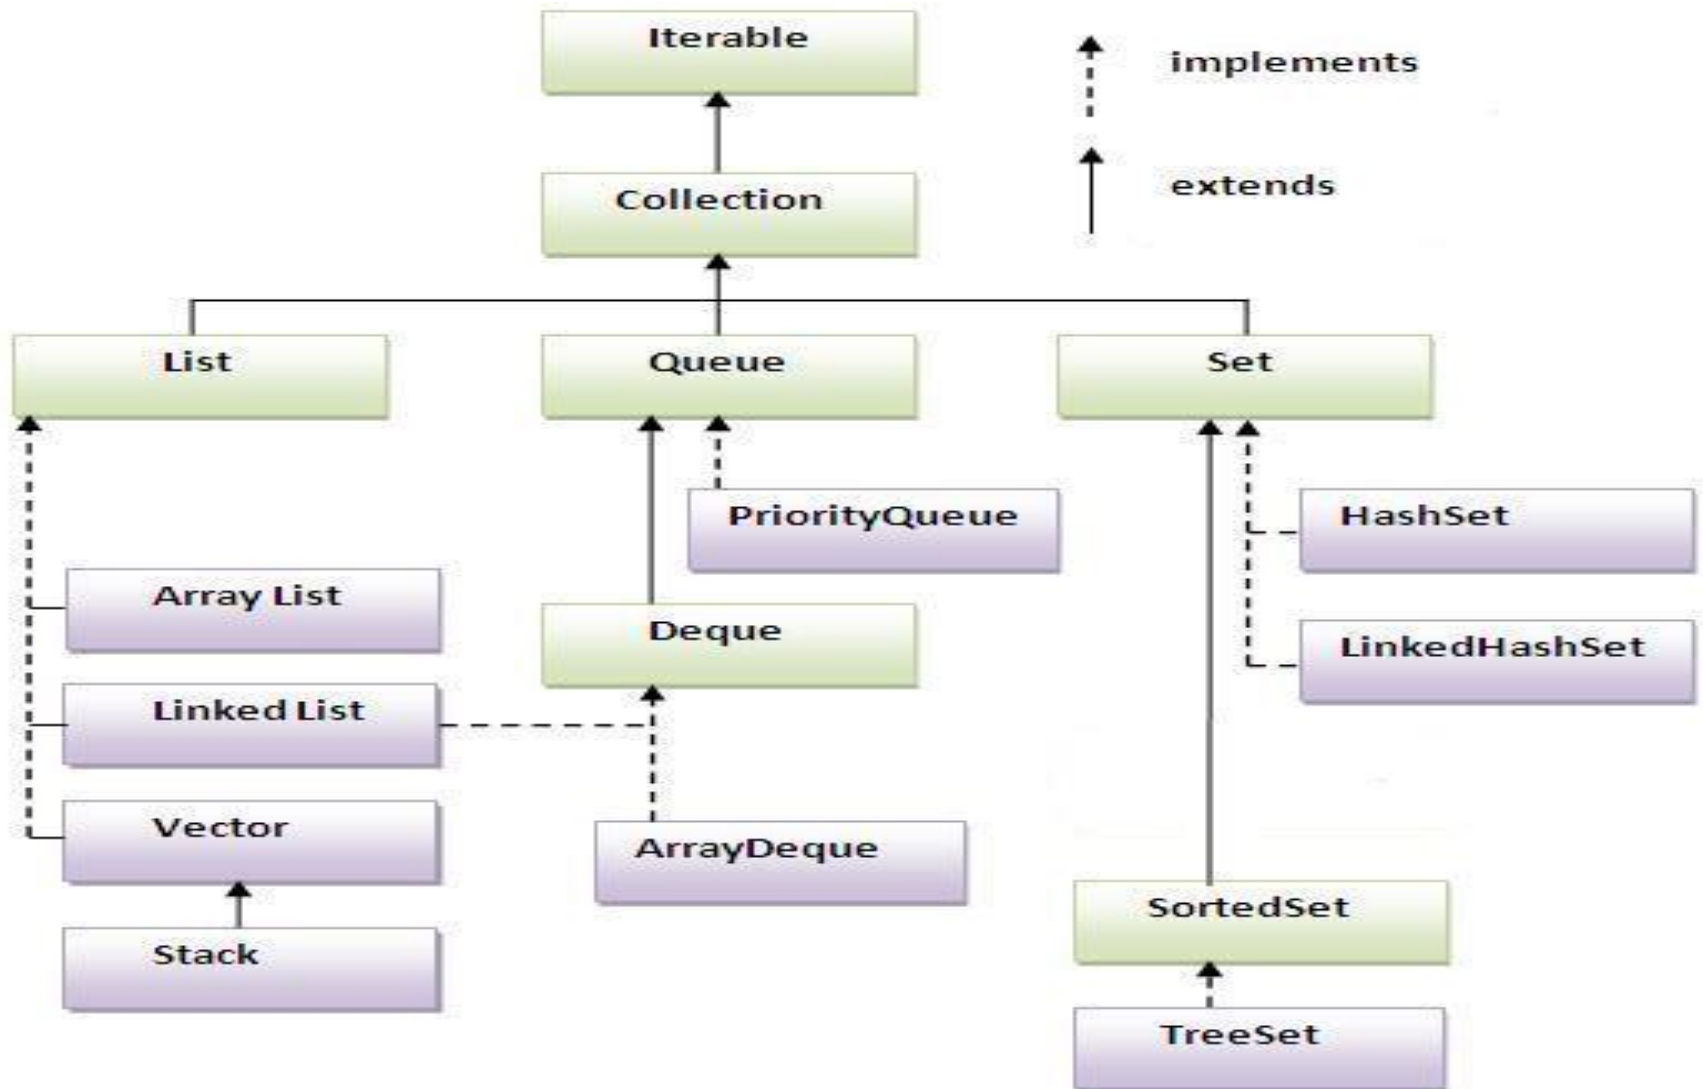 Iterable
implements
extends
Collection
List
Queue
Set
PriorityQueue
HashSet
Array List
Deque
LinkedHashSet
Linked List
Vector
ArrayDeque
SortedSet
Stack
TreeSet